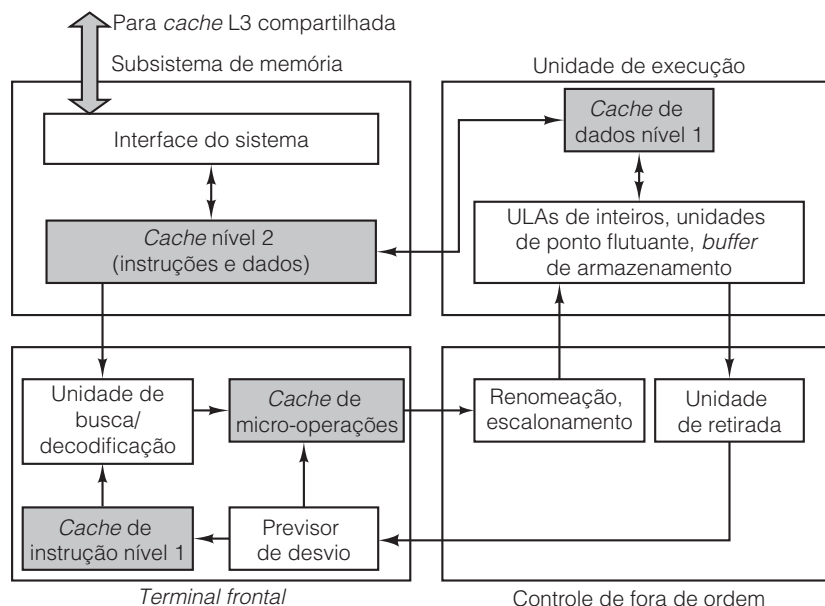 Para cache L3 compartilhada
Subsistema de memória
Interface do sistema
Cache nível 2
(instruções e dados)
Unidade de execução
Cache de
dados nível 1
ULAs de inteiros, unidades
de ponto flutuante, buffer
de armazenamento
Unidade de
busca/
decodificação
Cache de
micro-operações
Cache de
instrução nível 1
Previsor
de desvio
Terminal frontal
Renomeação,
escalonamento
Unidade
de retirada
Controle de fora de ordem